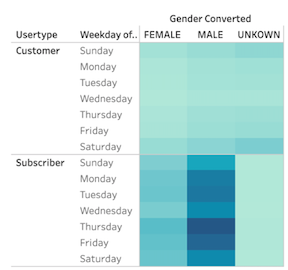 Gender Converted
Usertype Weekday of.. FEMALE MALE UNKOWN
Customer Sunday
Monday
Tuesday
Wednesday
Thursday
Friday
Saturday
Subscriber Sunday
Monday
Tuesday
Wednesday
Thursday
Friday
Saturday